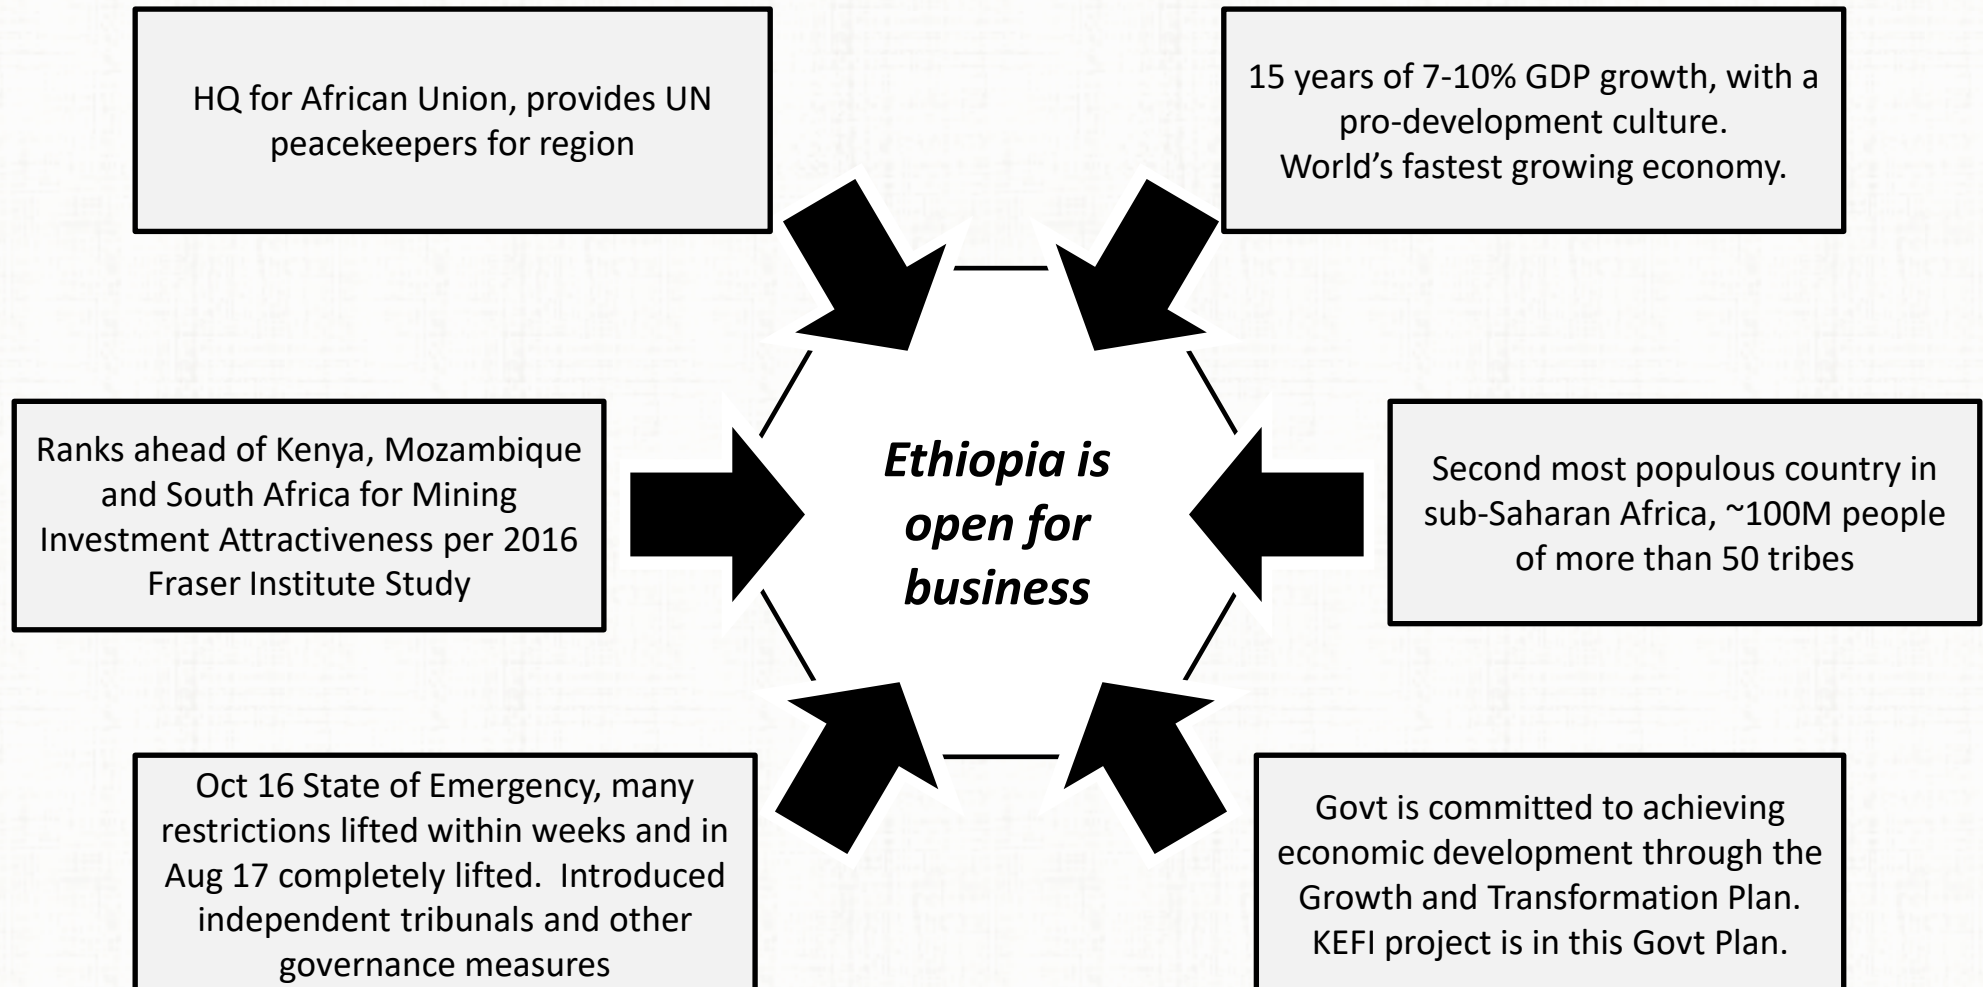 HQ for African Union, provides UN
peacekeepers for region
15 years of 7-10% GDP growth, with a
pro-development culture.
World’s fastest growing economy.
Ranks ahead of Kenya, Mozambique
and South Africa for Mining
Investment Attractiveness per 2016
Fraser Institute Study
Ethiopia is
open for
business
Second most populous country in
sub-Saharan Africa, ~100M people
of more than 50 tribes
Oct 16 State of Emergency, many
restrictions lifted within weeks and in
Aug 17 completely lifted.  Introduced
independent tribunals and other
governance measures
Govt is committed to achieving
economic development through the
Growth and Transformation Plan.
KEFI project is in this Govt Plan.